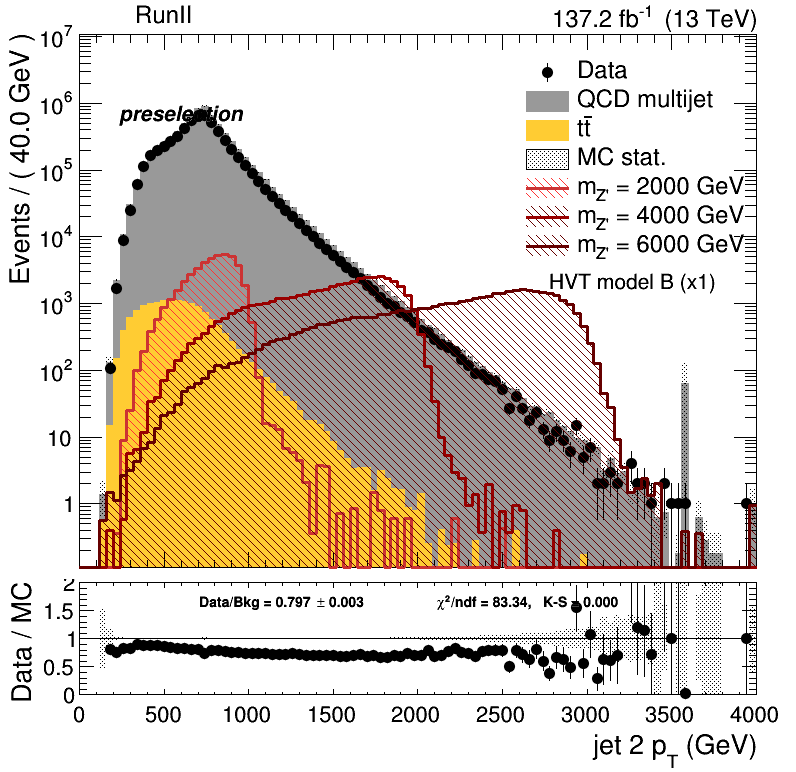 RunII
137.2 fb⁻¹ (13 TeV)
Events / ( 40.0 GeV )
10⁷
10⁶
10⁵
10⁴
10³
10²
10
1
preselection
Data
QCD multijet
tt̄
MC stat.
m_Z' = 2000 GeV
m_Z' = 4000 GeV
m_Z' = 6000 GeV
HVT model B (x1)
Data / MC
2
1.5
1
0.5
0
Data/Bkg = 0.797 ± 0.003
χ²/ndf = 83.34, K-S = 0.000
0 500 1000 1500 2000 2500 3000 3500 4000
jet 2 p_T (GeV)